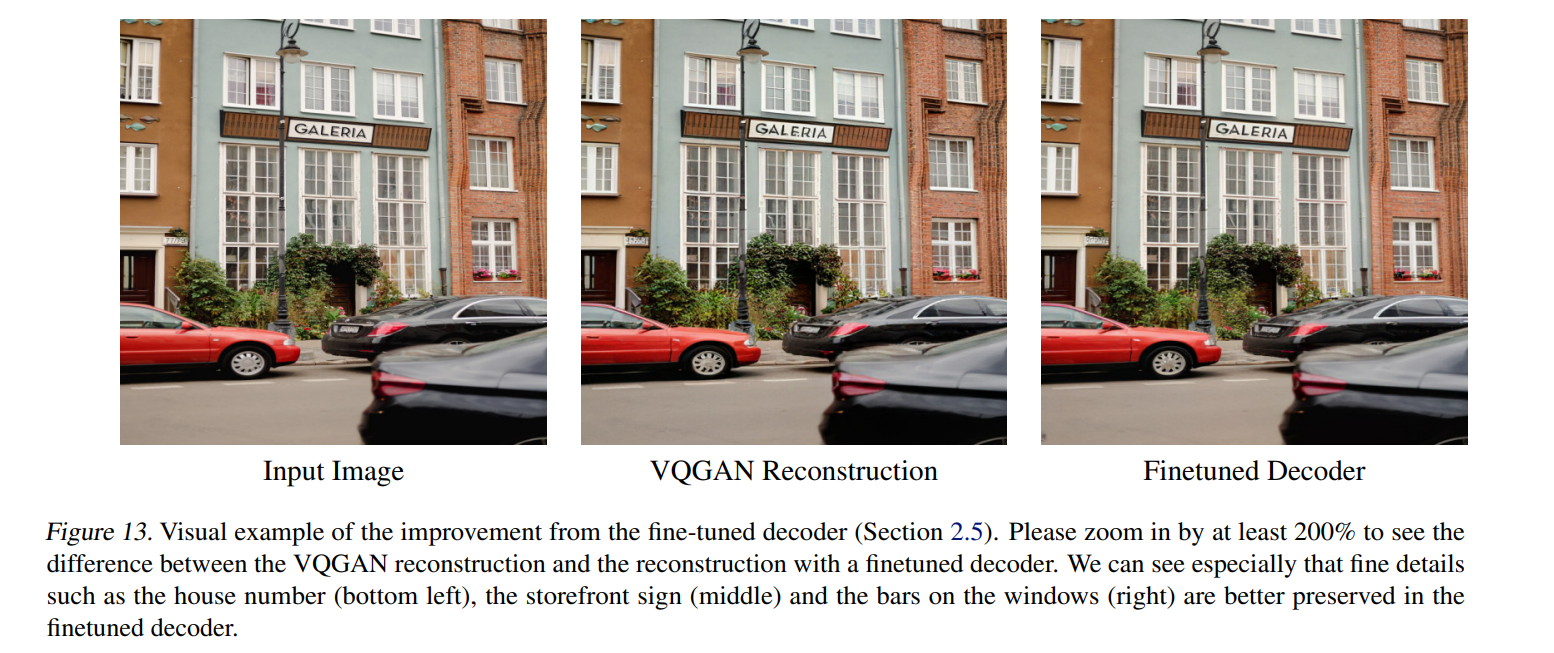 GALERIA
GALERIA
GALERIA
Input Image
VQGAN Reconstruction
Finetuned Decoder
Figure 13. Visual example of the improvement from the fine-tuned decoder (Section 2.5). Please zoom in by at least 200% to see the
difference between the VQGAN reconstruction and the reconstruction with a finetuned decoder. We can see especially that fine details
such as the house number (bottom left), the storefront sign (middle) and the bars on the windows (right) are better preserved in the
finetuned decoder.